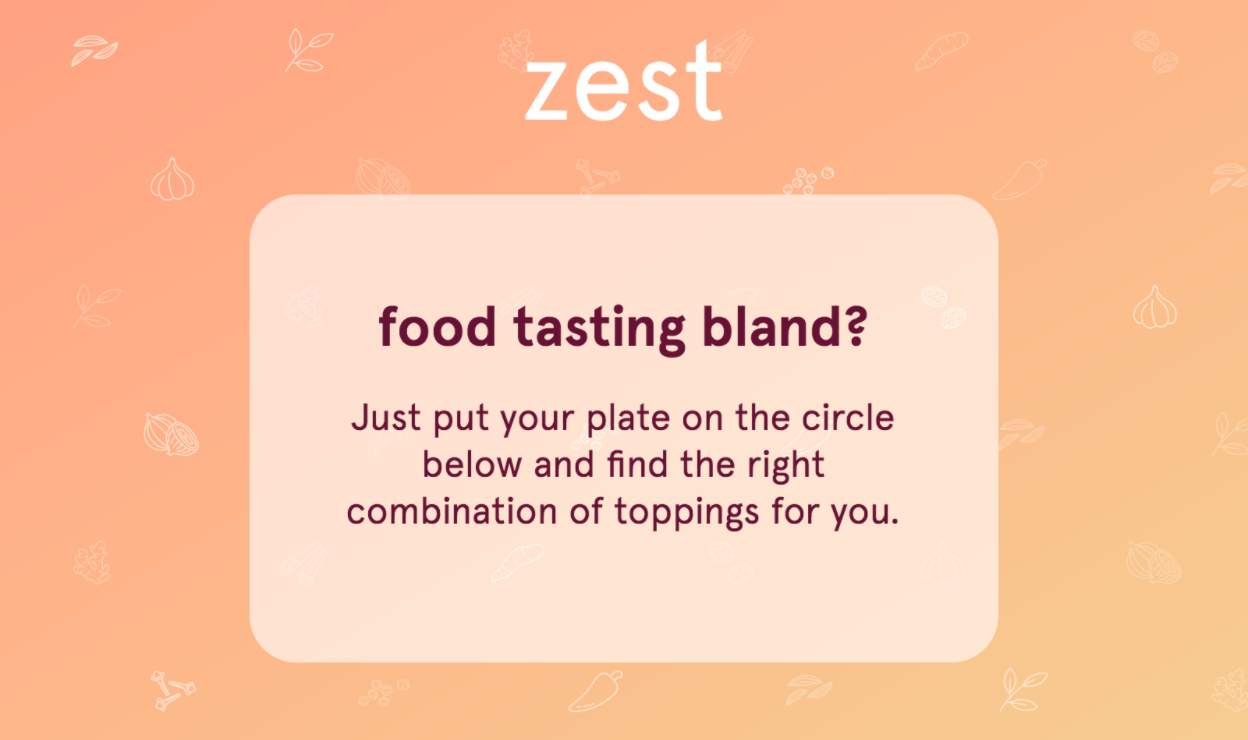 zest
food tasting bland?
Just put your plate on the circle
below and find the right
combination of toppings for you.